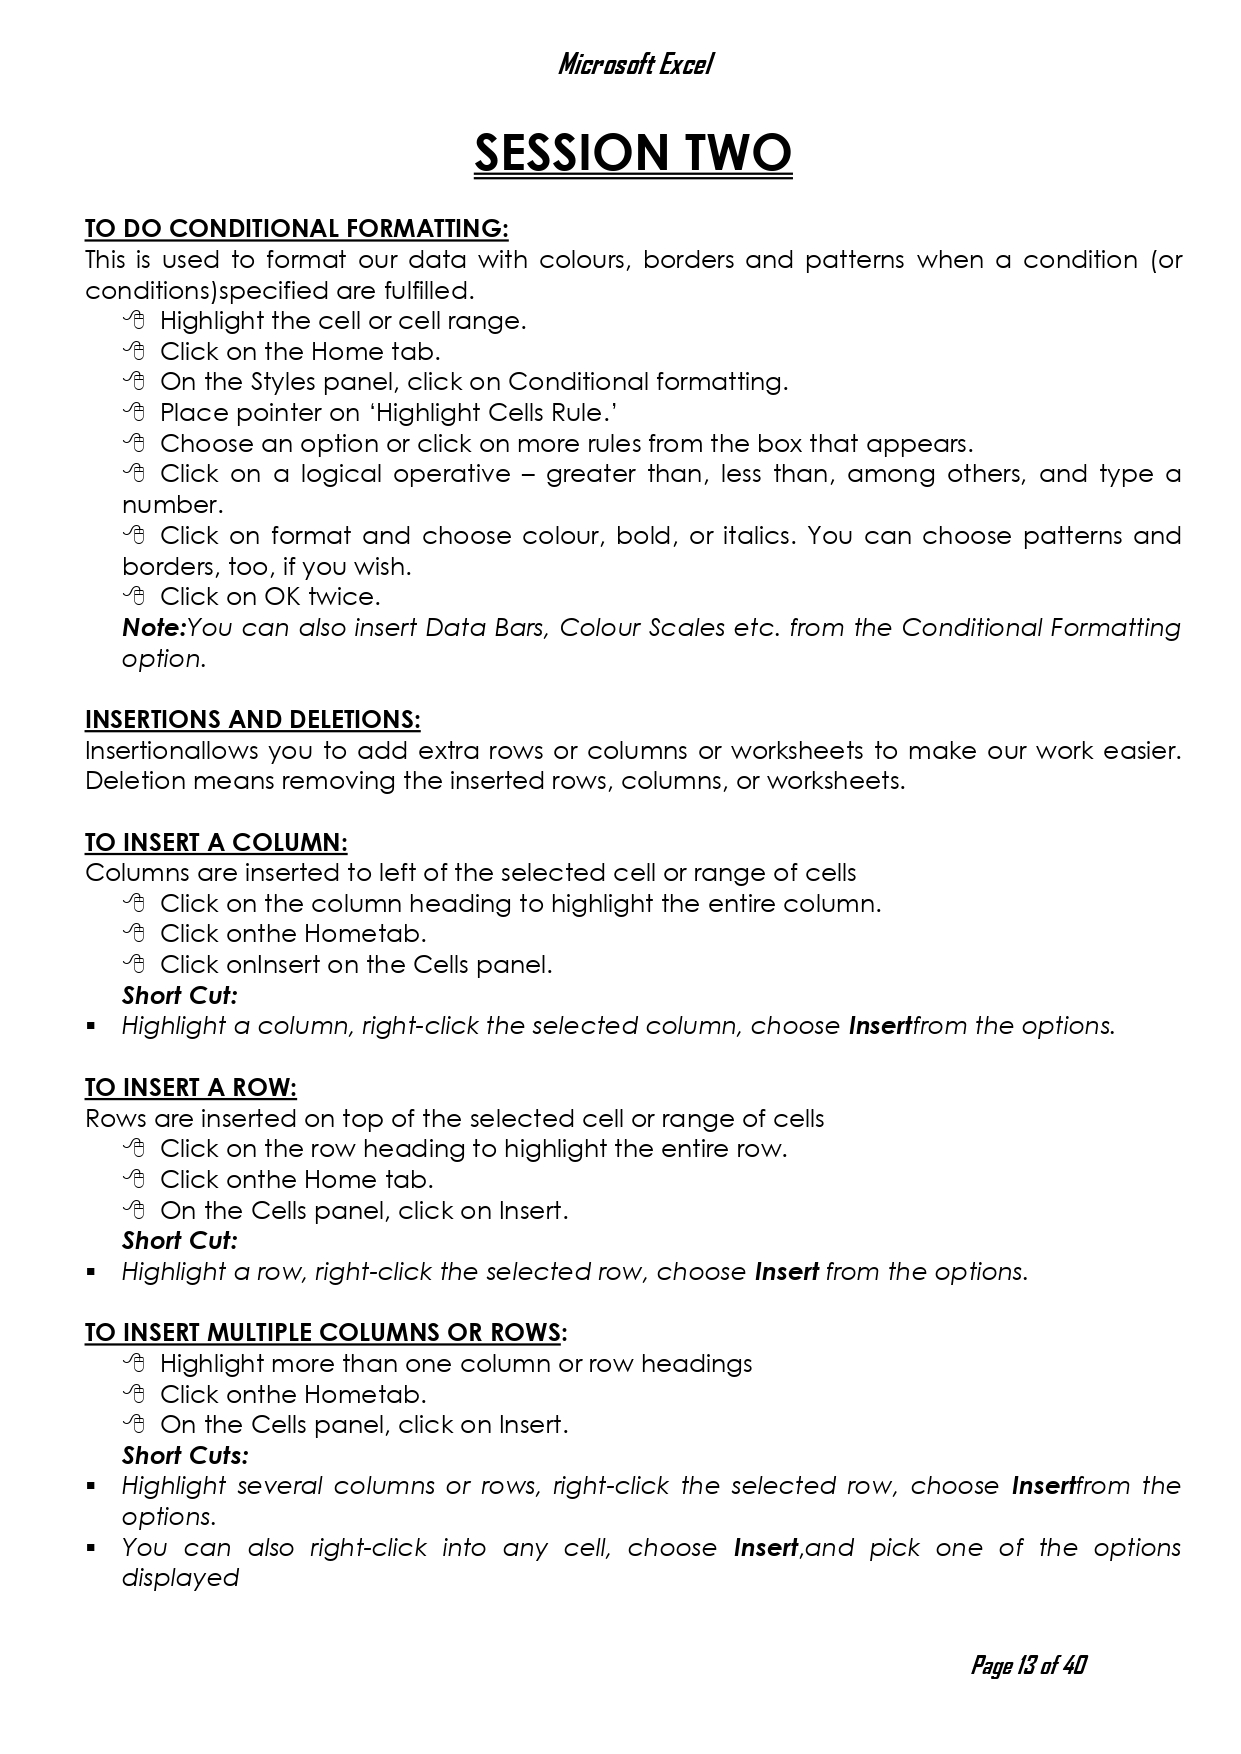 Microsoft Excel
SESSION TWO
TO DO CONDITIONAL FORMATTING:
This is used to format our data with colours, borders and patterns when a condition (or
conditions)specified are fulfilled.
Highlight the cell or cell range.
Click on the Home tab.
On the Styles panel, click on Conditional formatting.
Place pointer on ‘Highlight Cells Rule.’
Choose an option or click on more rules from the box that appears.
Click on a logical operative – greater than, less than, among others, and type a
number.
Click on format and choose colour, bold, or italics. You can choose patterns and
borders, too, if you wish.
Click on OK twice.
Note:You can also insert Data Bars, Colour Scales etc. from the Conditional Formatting
option.
INSERTIONS AND DELETIONS:
Insertionallows you to add extra rows or columns or worksheets to make our work easier.
Deletion means removing the inserted rows, columns, or worksheets.
TO INSERT A COLUMN:
Columns are inserted to left of the selected cell or range of cells
Click on the column heading to highlight the entire column.
Click onthe Hometab.
Click onInsert on the Cells panel.
Short Cut:
▪ Highlight a column, right-click the selected column, choose Insertfrom the options.
TO INSERT A ROW:
Rows are inserted on top of the selected cell or range of cells
Click on the row heading to highlight the entire row.
Click onthe Home tab.
On the Cells panel, click on Insert.
Short Cut:
▪ Highlight a row, right-click the selected row, choose Insert from the options.
TO INSERT MULTIPLE COLUMNS OR ROWS:
Highlight more than one column or row headings
Click onthe Hometab.
On the Cells panel, click on Insert.
Short Cuts:
▪ Highlight several columns or rows, right-click the selected row, choose Insertfrom the
options.
▪ You can also right-click into any cell, choose Insert,and pick one of the options
displayed
Page 13 of 40